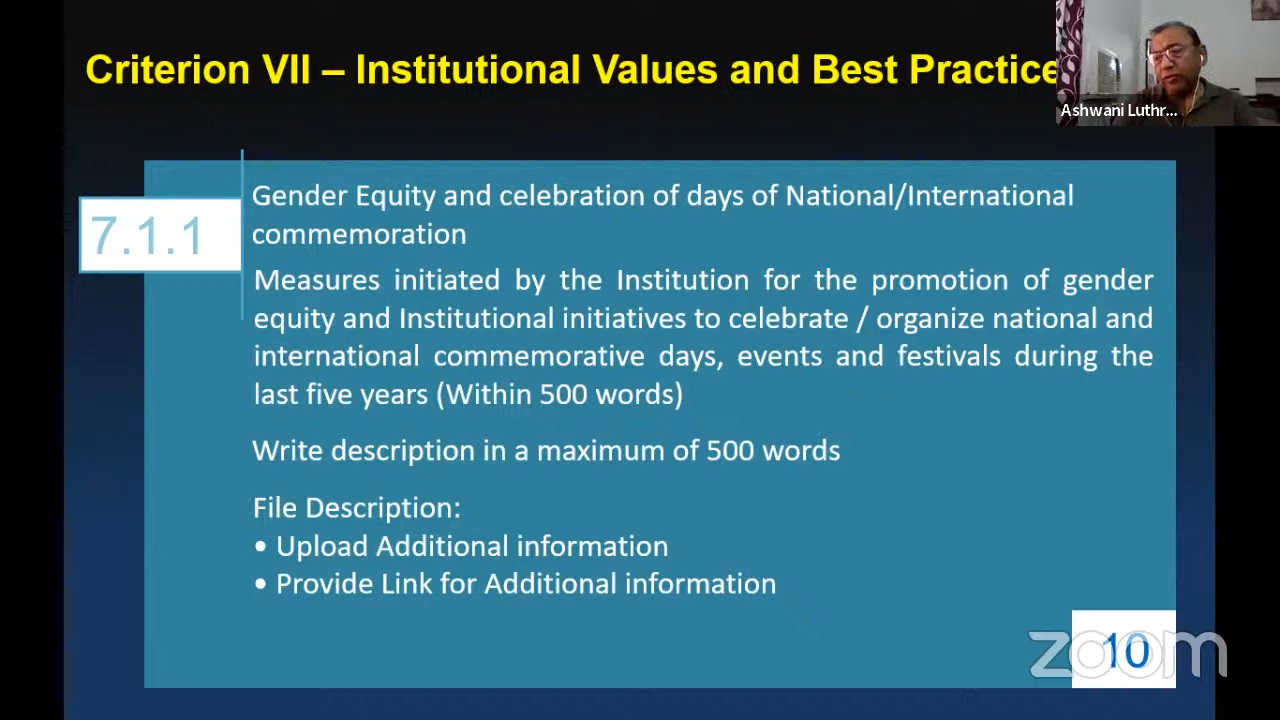 Criterion VII – Institutional Values and Best Practice
Ashwani Luthr...
7.1.1
Gender Equity and celebration of days of National/International
commemoration
Measures initiated by the Institution for the promotion of gender
equity and Institutional initiatives to celebrate / organize national and
international commemorative days, events and festivals during the
last five years (Within 500 words)
Write description in a maximum of 500 words
File Description:
• Upload Additional information
• Provide Link for Additional information
10
zoom